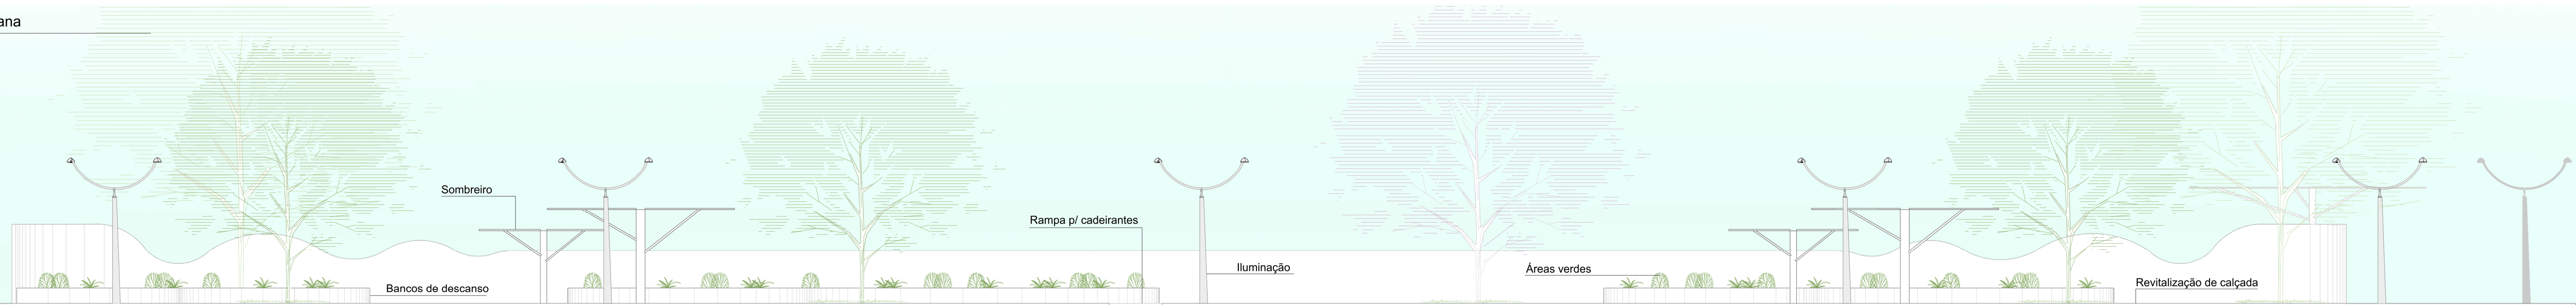 ana
Sombreiro
Rampa p/ cadeirantes
Iluminação
Áreas verdes
Revitalização de calçada
Bancos de descanso